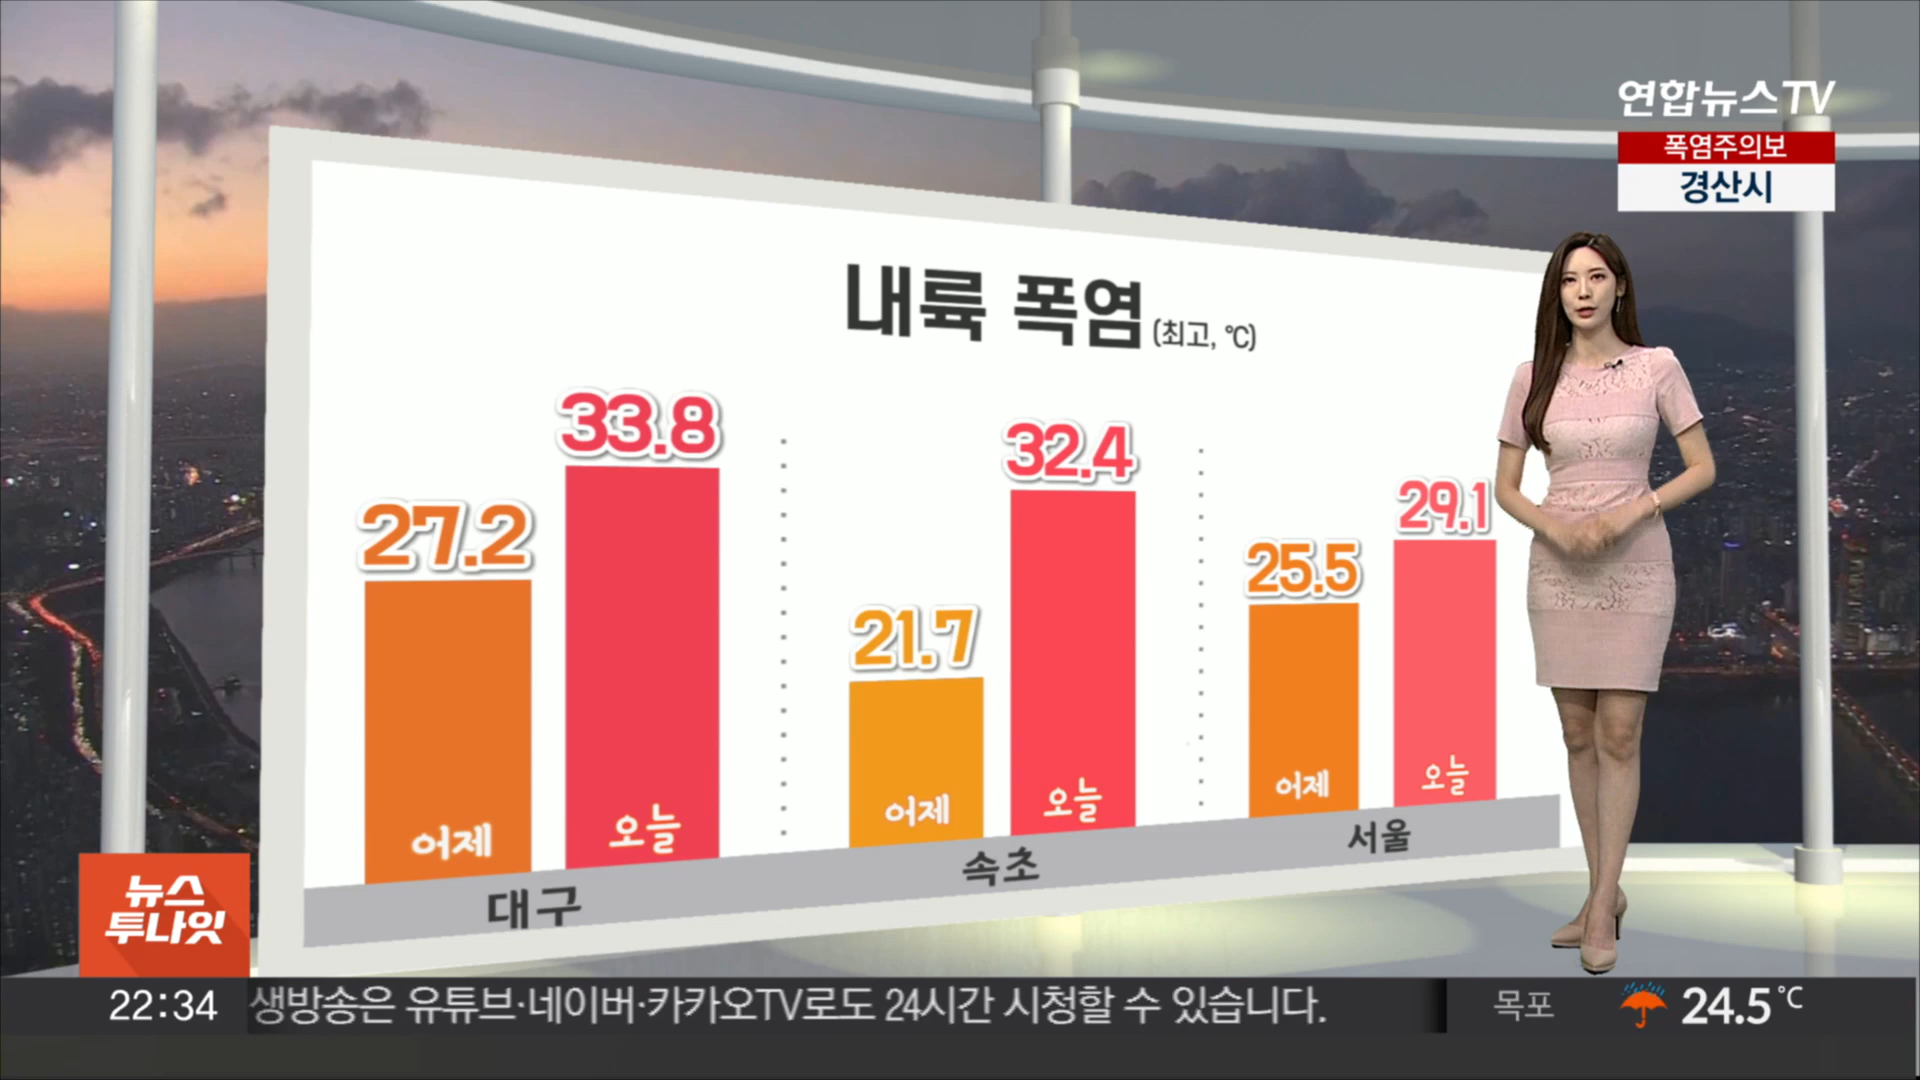 연합뉴스TV
폭염주의보
경산시
내륙 폭염 (최고, ℃)
27.2
33.8
21.7
32.4
25.5
29.1
어제
오늘
어제
오늘
어제
오늘
대구
속초
서울
뉴스
투나잇
22:34
생방송은 유튜브·네이버·카카오TV로도 24시간 시청할 수 있습니다.
목포
24.5℃